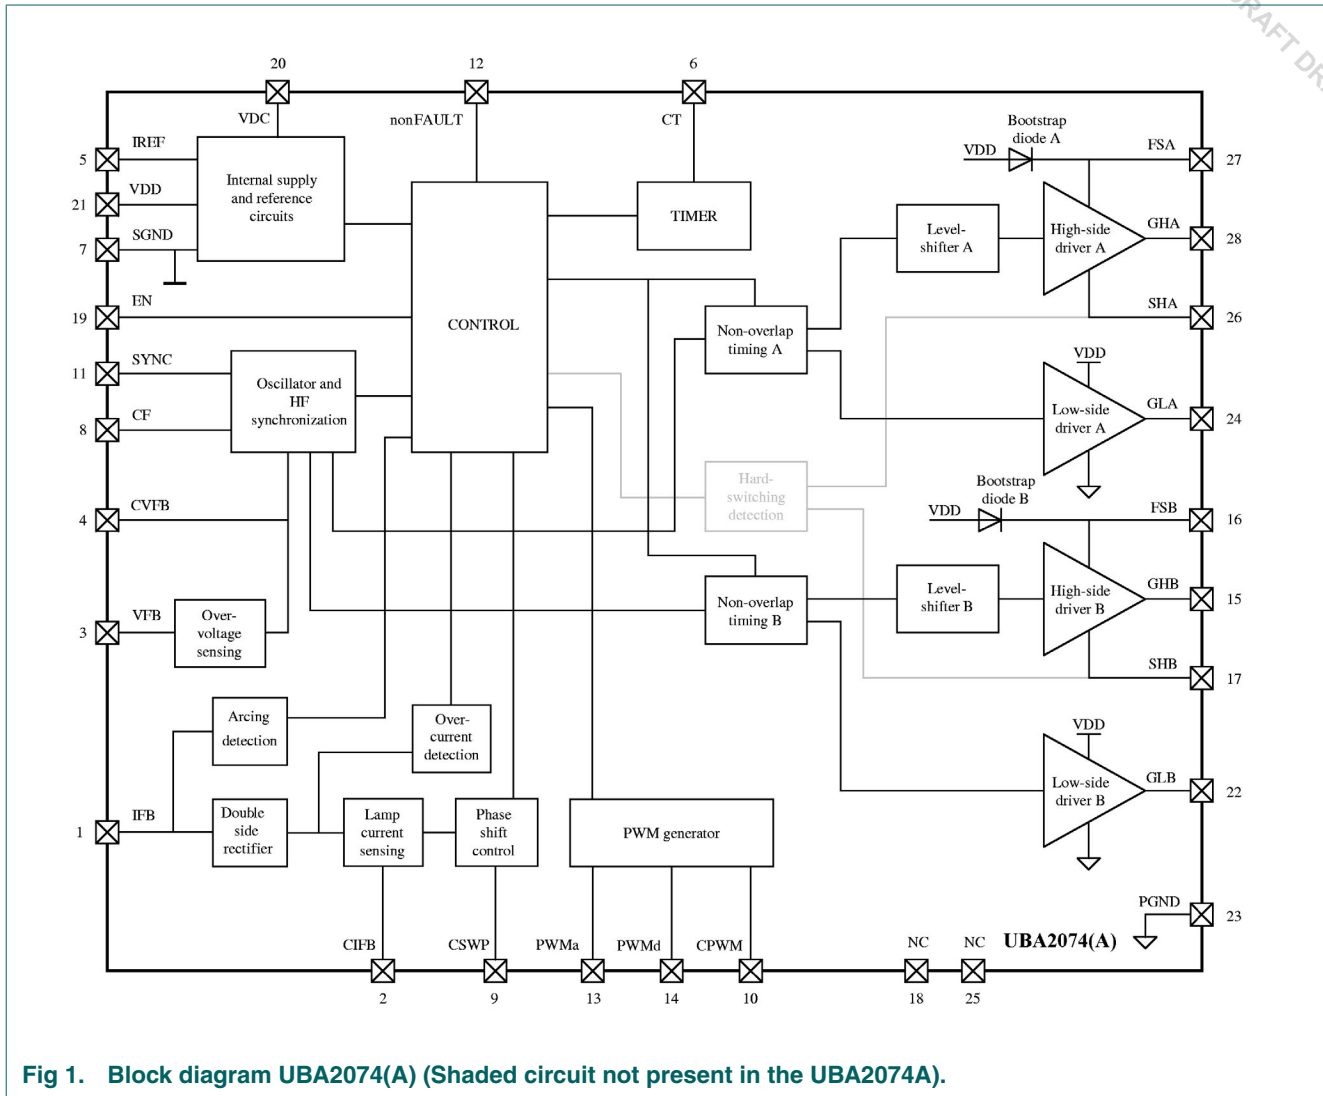 DRAFT DR
20
12
6
VDC
nonFAULT
CT
Bootstrap
diode A
IREF
VDD
FSA
5
27
Internal supply
and reference
circuits
VDD
21
TIMER
Level-
shifter A
High-side
driver A
GHA
28
SGND
7
EN
19
CONTROL
SHA
26
Non-overlap
timing A
SYNC
11
Oscillator and
HF
synchronization
VDD
CF
8
Low-side
driver A
GLA
24
Hard-
switching
detection
Bootstrap
diode B
CVFB
4
VDD
FSB
16
VFB
3
Over-
voltage
sensing
Non-overlap
timing B
Level-
shifter B
High-side
driver B
GHB
15
SHB
17
Arcing
detection
Over-
current
detection
VDD
Low-side
driver B
GLB
22
IFB
1
Double
side
rectifier
Lamp
current
sensing
Phase
shift
control
PWM generator
PGND
23
CIFB
CSWP
PWMa
PWMd
CPWM
NC
NC
UBA2074(A)
2
9
13
14
10
18
25
Fig 1. Block diagram UBA2074(A) (Shaded circuit not present in the UBA2074A).